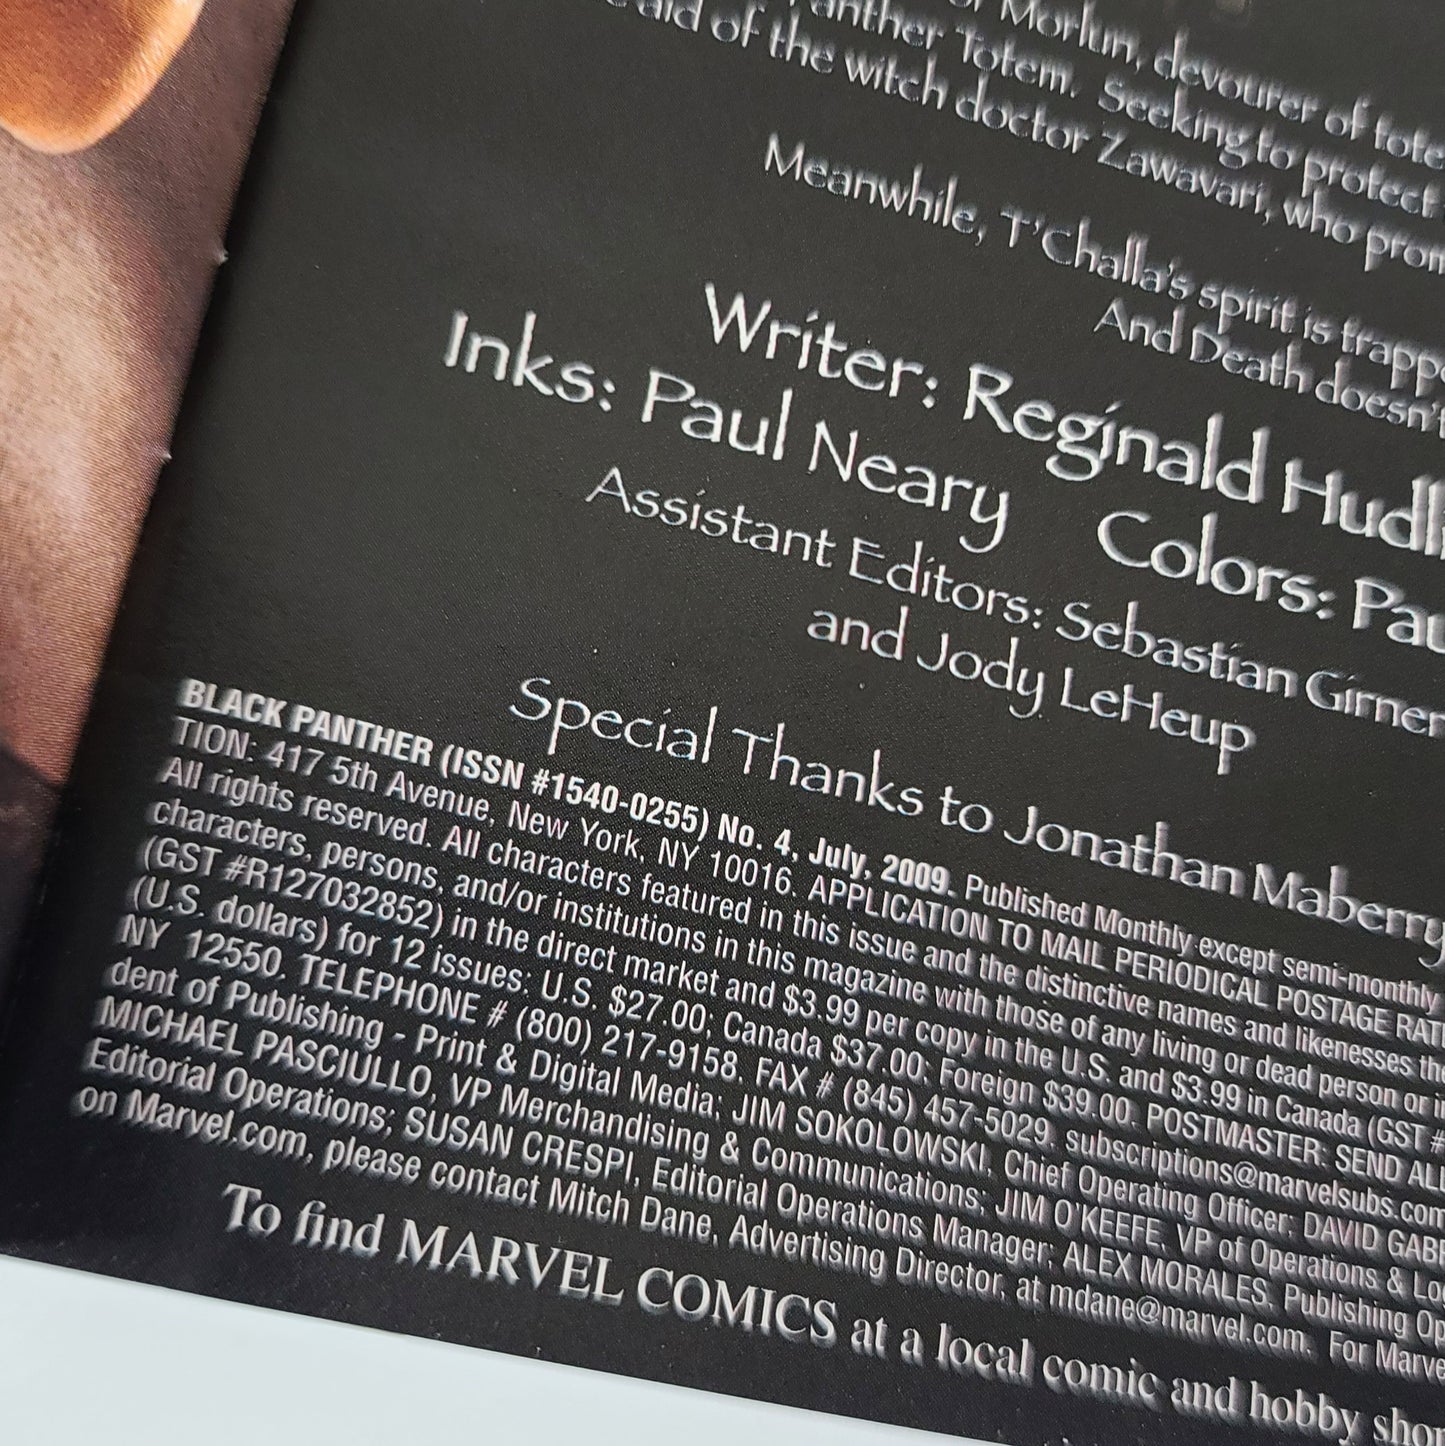 Morlun, devourer of tote
anther Totem. Seeking to protect
aid of the witch doctor Zawavari, who prom
Meanwhile, T'Challa's spirit is trapp
And Death doesn't
Writer: Reginald Hudl
Inks: Paul Neary Colors: Pau
Assistant Editors: Sebastian Girner
and Jody LeHeup
Special Thanks to Jonathan Maberry
BLACK PANTHER (ISSN #1540-0255) No. 4, July, 2009. Published Monthly except semi-monthly
TION: 417 5th Avenue, New York, NY 10016. APPLICATION TO MAIL PERIODICAL POSTAGE RAT
All rights reserved. All characters featured in this issue and the distinctive names and likenesses the
characters, persons, and/or institutions in this magazine with those of any living or dead person or i
(GST #R127032852) in the direct market and $3.99 per copy in the U.S. and $3.99 in Canada (GST #
(U.S. dollars) for 12 issues: U.S. $27.00; Canada $37.00; Foreign $39.00. POSTMASTER: SEND ALL
NY 12550. TELEPHONE # (800) 217-9158. FAX # (845) 457-5029. subscriptions@marvelsubs.com
dent of Publishing - Print & Digital Media; JIM SOKOLOWSKI, Chief Operating Officer; DAVID GAB
MICHAEL PASCIULLO, VP Merchandising & Communications; JIM O'KEEFE, VP of Operations & Lo
Editorial Operations; SUSAN CRESPI, Editorial Operations Manager; ALEX MORALES, Publishing Op
on Marvel.com, please contact Mitch Dane, Advertising Director, at mdane@marvel.com. For Marve
To find MARVEL COMICS at a local comic and hobby shop